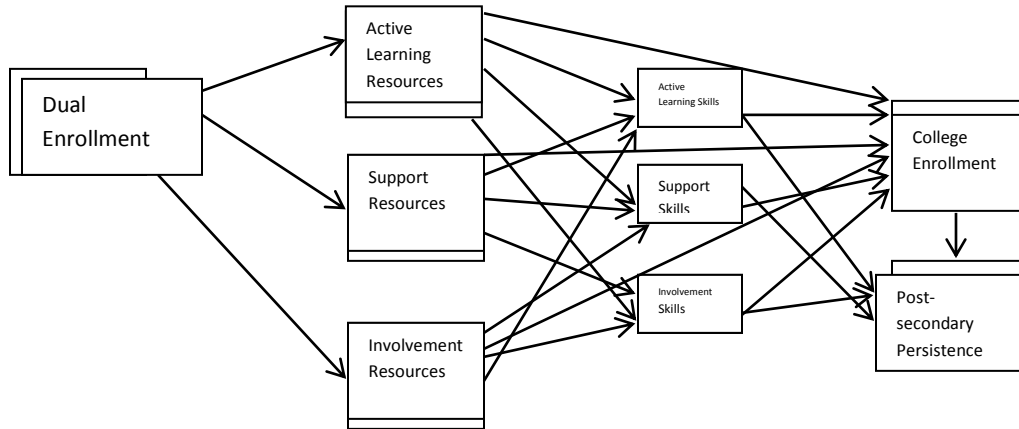 Dual
Enrollment
Active
Learning
Resources
Support
Resources
Involvement
Resources
Active
Learning Skills
Support
Skills
Involvement
Skills
College
Enrollment
Post-
secondary
Persistence